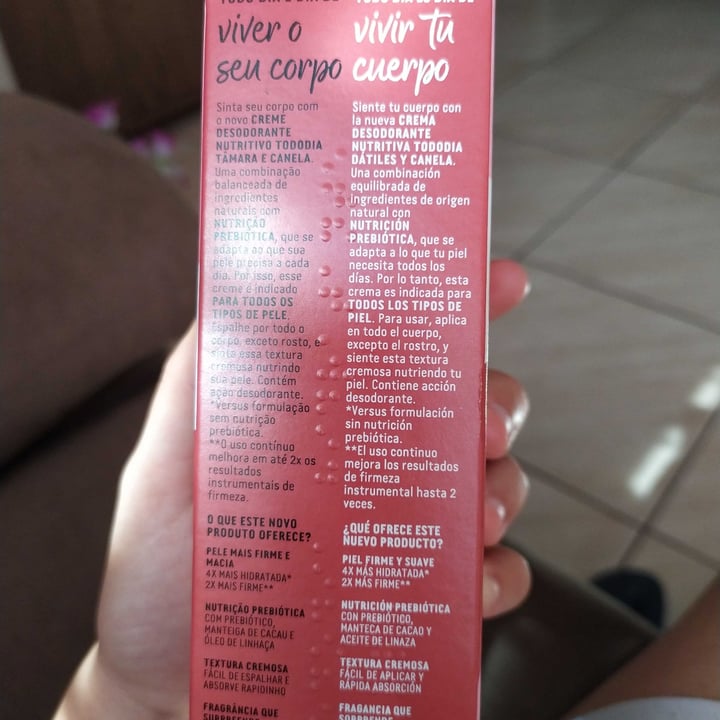 viver o
seu corpo
Sinta seu corpo com
o novo CREME
DESODORANTE
NUTRITIVO TODODIA
TÂMARA E CANELA.
Uma combinação
balanceada de
ingredientes
naturais com
NUTRIÇÃO
PREBIÓTICA, que se
adapta ao que sua
pele precisa a cada
dia. Por isso, esse
creme é indicado
PARA TODOS OS
TIPOS DE PELE.
Espalhe por todo o
corpo, exceto rosto, e
sinta essa textura
cremosa nutrindo
sua pele. Contém
ação desodorante.
*Versus formulação
sem nutrição
prebiótica.
**O uso contínuo
melhora em até 2x os
resultados
instrumentais de
firmeza.
O QUE ESTE NOVO
PRODUTO OFERECE?
PELE MAIS FIRME E
MACIA
4X MAIS HIDRATADA*
2X MAIS FIRME**
NUTRIÇÃO PREBIÓTICA
COM PREBIÓTICO,
MANTEIGA DE CACAU E
ÓLEO DE LINHAÇA
TEXTURA CREMOSA
FÁCIL DE ESPALHAR E
ABSORVE RAPIDINHO
FRAGRÂNCIA QUE
vivir tu
cuerpo
Siente tu cuerpo con
la nueva CREMA
DESODORANTE
NUTRITIVA TODODIA
DÁTILES Y CANELA.
Una combinación
equilibrada de
ingredientes de origen
natural con
NUTRICIÓN
PREBIÓTICA, que se
adapta a lo que tu piel
necesita todos los
días. Por lo tanto, esta
crema es indicada para
TODOS LOS TIPOS DE
PIEL. Para usar, aplica
en todo el cuerpo,
excepto el rostro, y
siente esta textura
cremosa nutriendo tu
piel. Contiene acción
desodorante.
*Versus formulación
sin nutrición
prebiótica.
**El uso continuo
mejora los resultados
de firmeza
instrumental hasta 2
veces.
¿QUÉ OFRECE ESTE
NUEVO PRODUCTO?
PIEL FIRME Y SUAVE
4X MÁS HIDRATADA*
2X MÁS FIRME**
NUTRICIÓN PREBIÓTICA
CON PREBIÓTICO,
MANTECA DE CACAO Y
ACEITE DE LINAZA
TEXTURA CREMOSA
FÁCIL DE APLICAR Y
RÁPIDA ABSORCIÓN
FRAGANCIA QUE